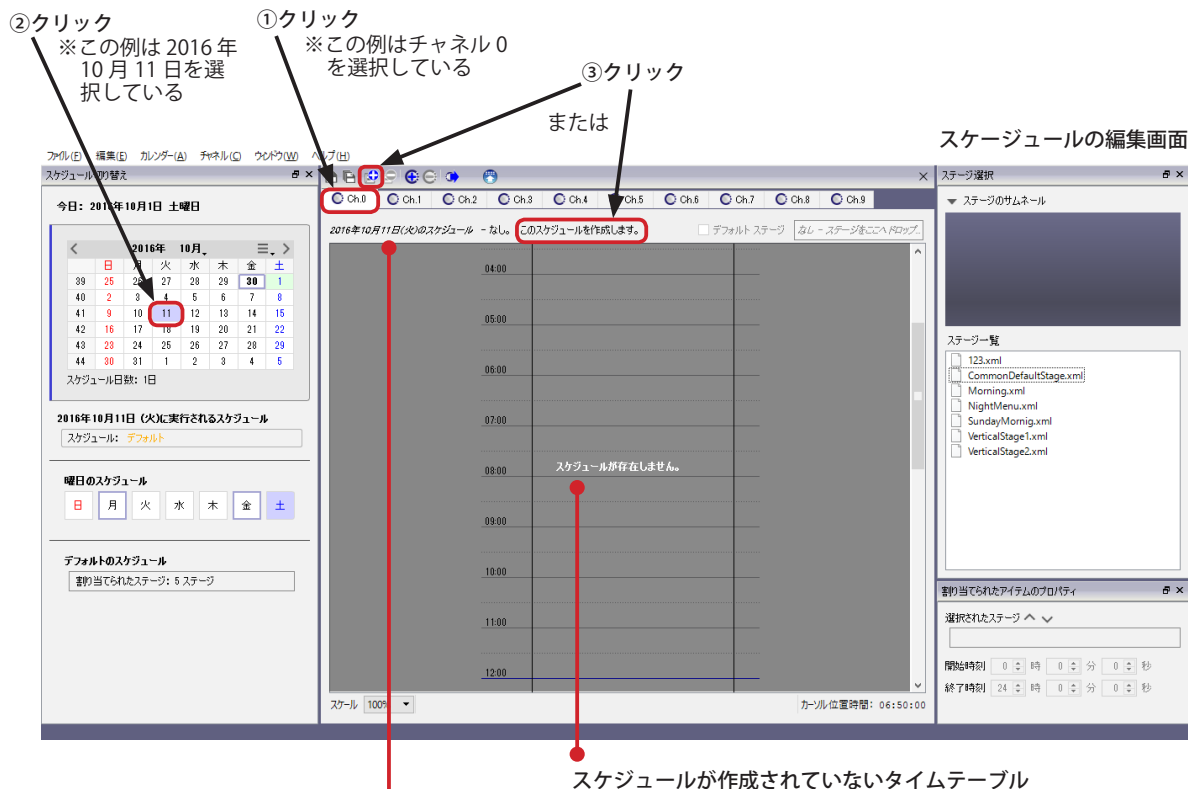 ②クリック
※この例は 2016 年
10 月 11 日を選
択している
①クリック
※この例はチャネル 0
を選択している
③クリック
または
スケージュールの編集画面
ファイル(F) 編集(E) カレンダー(A) チャネル(C) ウィンドウ(W) ヘルプ(H)
スケジュール切り替え
今日: 2016年10月1日 土曜日
2016年 10月
日 月 火 水 木 金 土
39 25 26 27 28 29 30 1
40 2 3 4 5 6 7 8
41 9 10 11 12 13 14 15
42 16 17 18 19 20 21 22
43 23 24 25 26 27 28 29
44 30 31 1 2 3 4 5
スケジュール日数: 1日
2016年10月11日 (火)に実行されるスケジュール
スケジュール: デフォルト
曜日のスケジュール
日 月 火 水 木 金 土
デフォルトのスケジュール
割り当てられたステージ: 5 ステージ
Ch.0 Ch.1 Ch.2 Ch.3 Ch.4 Ch.5 Ch.6 Ch.7 Ch.8 Ch.9
2016年10月11日(火)のスケジュール - なし。 このスケジュールを作成します。 デフォルト ステージ なし - ステージをここへドロップ...
04:00
05:00
06:00
07:00
08:00
スケジュールが存在しません。
09:00
10:00
11:00
12:00
スケール 100% カーソル位置時間: 06:50:00
ステージ選択
ステージのサムネール
ステージ一覧
123.xml
CommonDefaultStage.xml
Morning.xml
NightMenu.xml
SundayMornig.xml
VerticalStage1.xml
VerticalStage2.xml
割り当てられたアイテムのプロパティ
選択されたステージ
開始時刻 0 時 0 分 0 秒
終了時刻 24 時 0 分 0 秒
スケジュールが作成されていないタイムテーブル